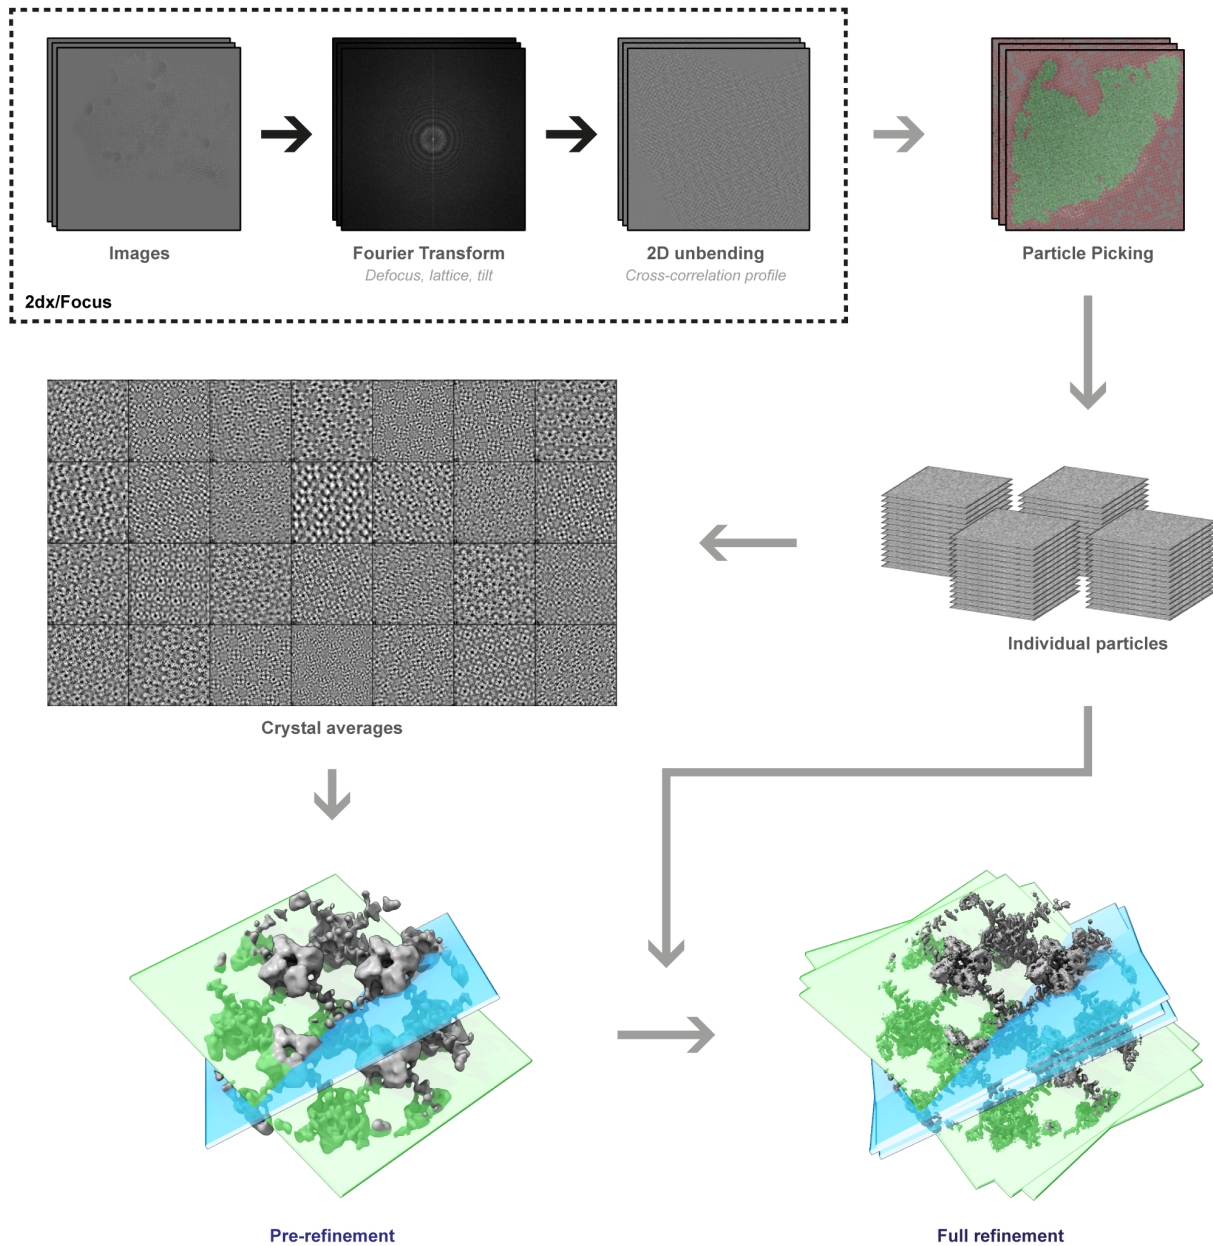 Images
Fourier Transform
Defocus, lattice, tilt
2D unbending
Cross-correlation profile
Particle Picking
2dx/Focus
Individual particles
Crystal averages
Pre-refinement
Full refinement